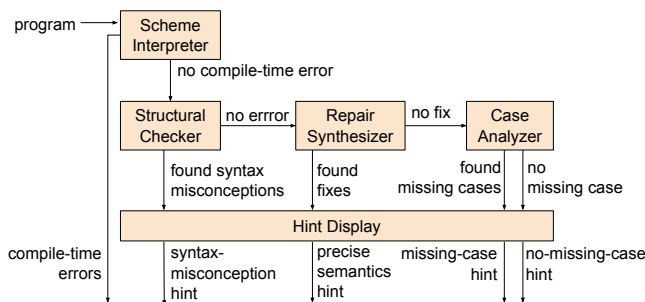 program
Scheme
Interpreter
no compile-time error
Structural
Checker
no errror
Repair
Synthesizer
no fix
Case
Analyzer
found syntax
misconceptions
found
fixes
found
missing cases
no
missing case
Hint Display
compile-time
errors
syntax-
misconception
hint
precise
semantics
hint
missing-case
hint
no-missing-case
hint